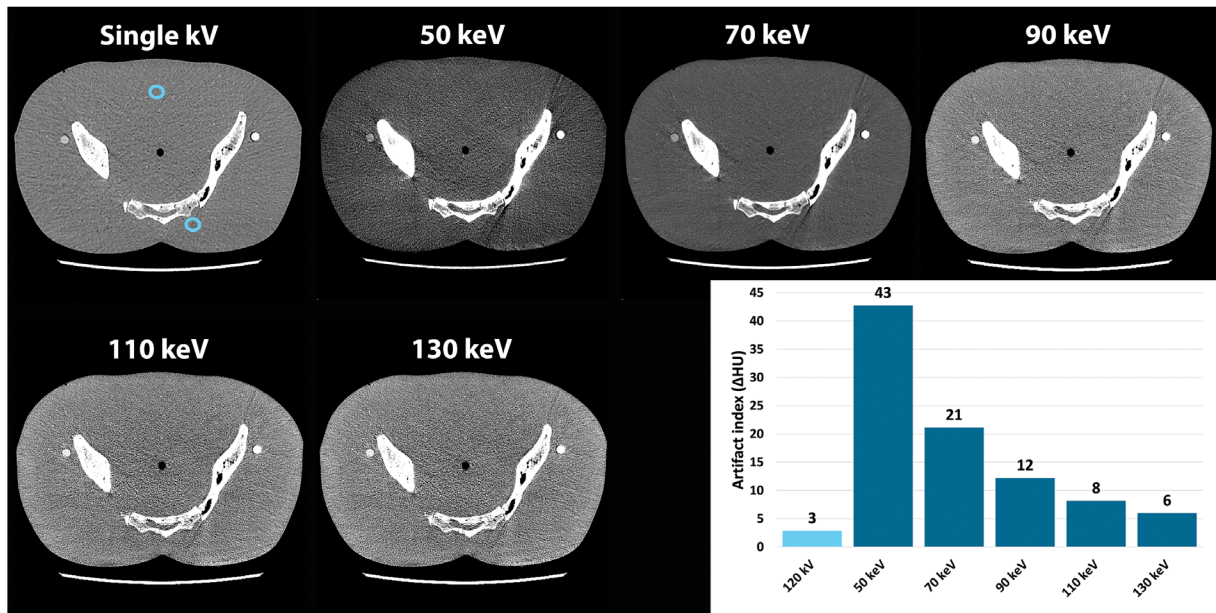 Single kV
50 keV
70 keV
90 keV
110 keV
130 keV
Artifact index (ΔHU)
45
40
35
30
25
20
15
10
5
0
3
43
21
12
8
6
120 kV
50 keV
70 keV
90 keV
110 keV
130 keV